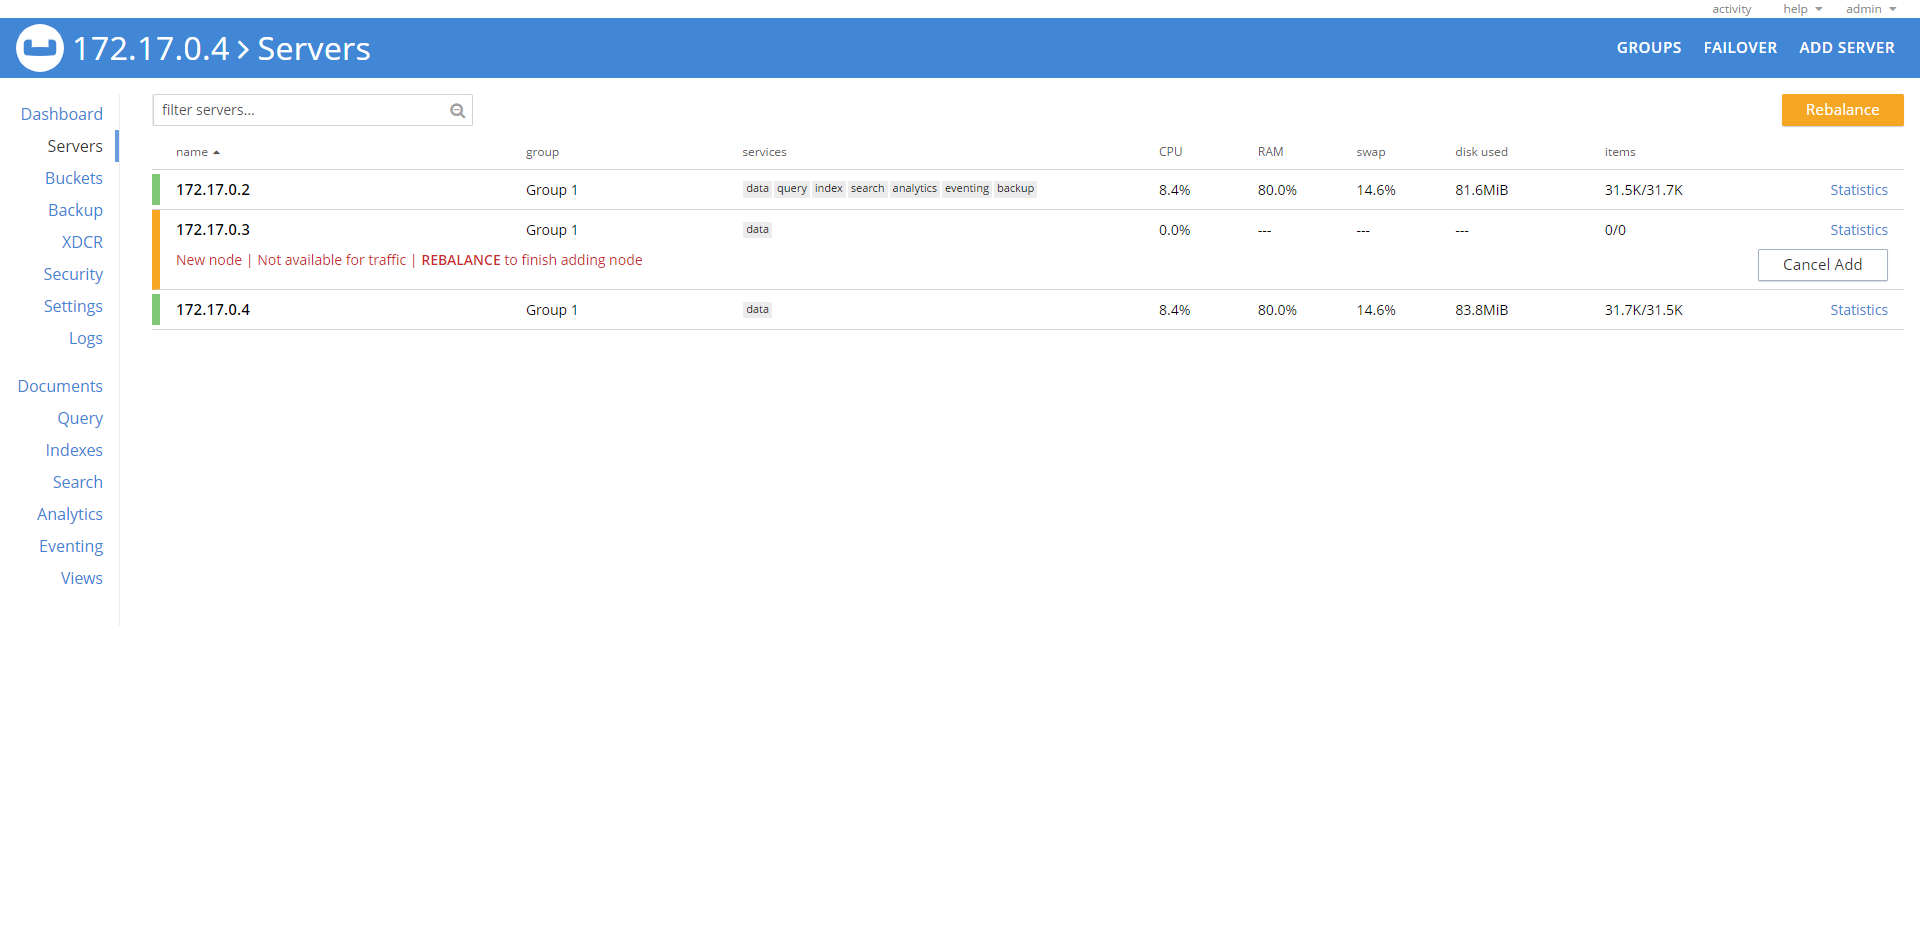 activity help admin
172.17.0.4 > Servers GROUPS FAILOVER ADD SERVER
Dashboard
Servers
Buckets
Backup
XDCR
Security
Settings
Logs
Documents
Query
Indexes
Search
Analytics
Eventing
Views
filter servers... Rebalance
name group services CPU RAM swap disk used items
172.17.0.2 Group 1 data query index search analytics eventing backup 8.4% 80.0% 14.6% 81.6MiB 31.5K/31.7K Statistics
172.17.0.3 Group 1 data 0.0% --- --- --- 0/0 Statistics
New node | Not available for traffic | REBALANCE to finish adding node Cancel Add
172.17.0.4 Group 1 data 8.4% 80.0% 14.6% 83.8MiB 31.7K/31.5K Statistics